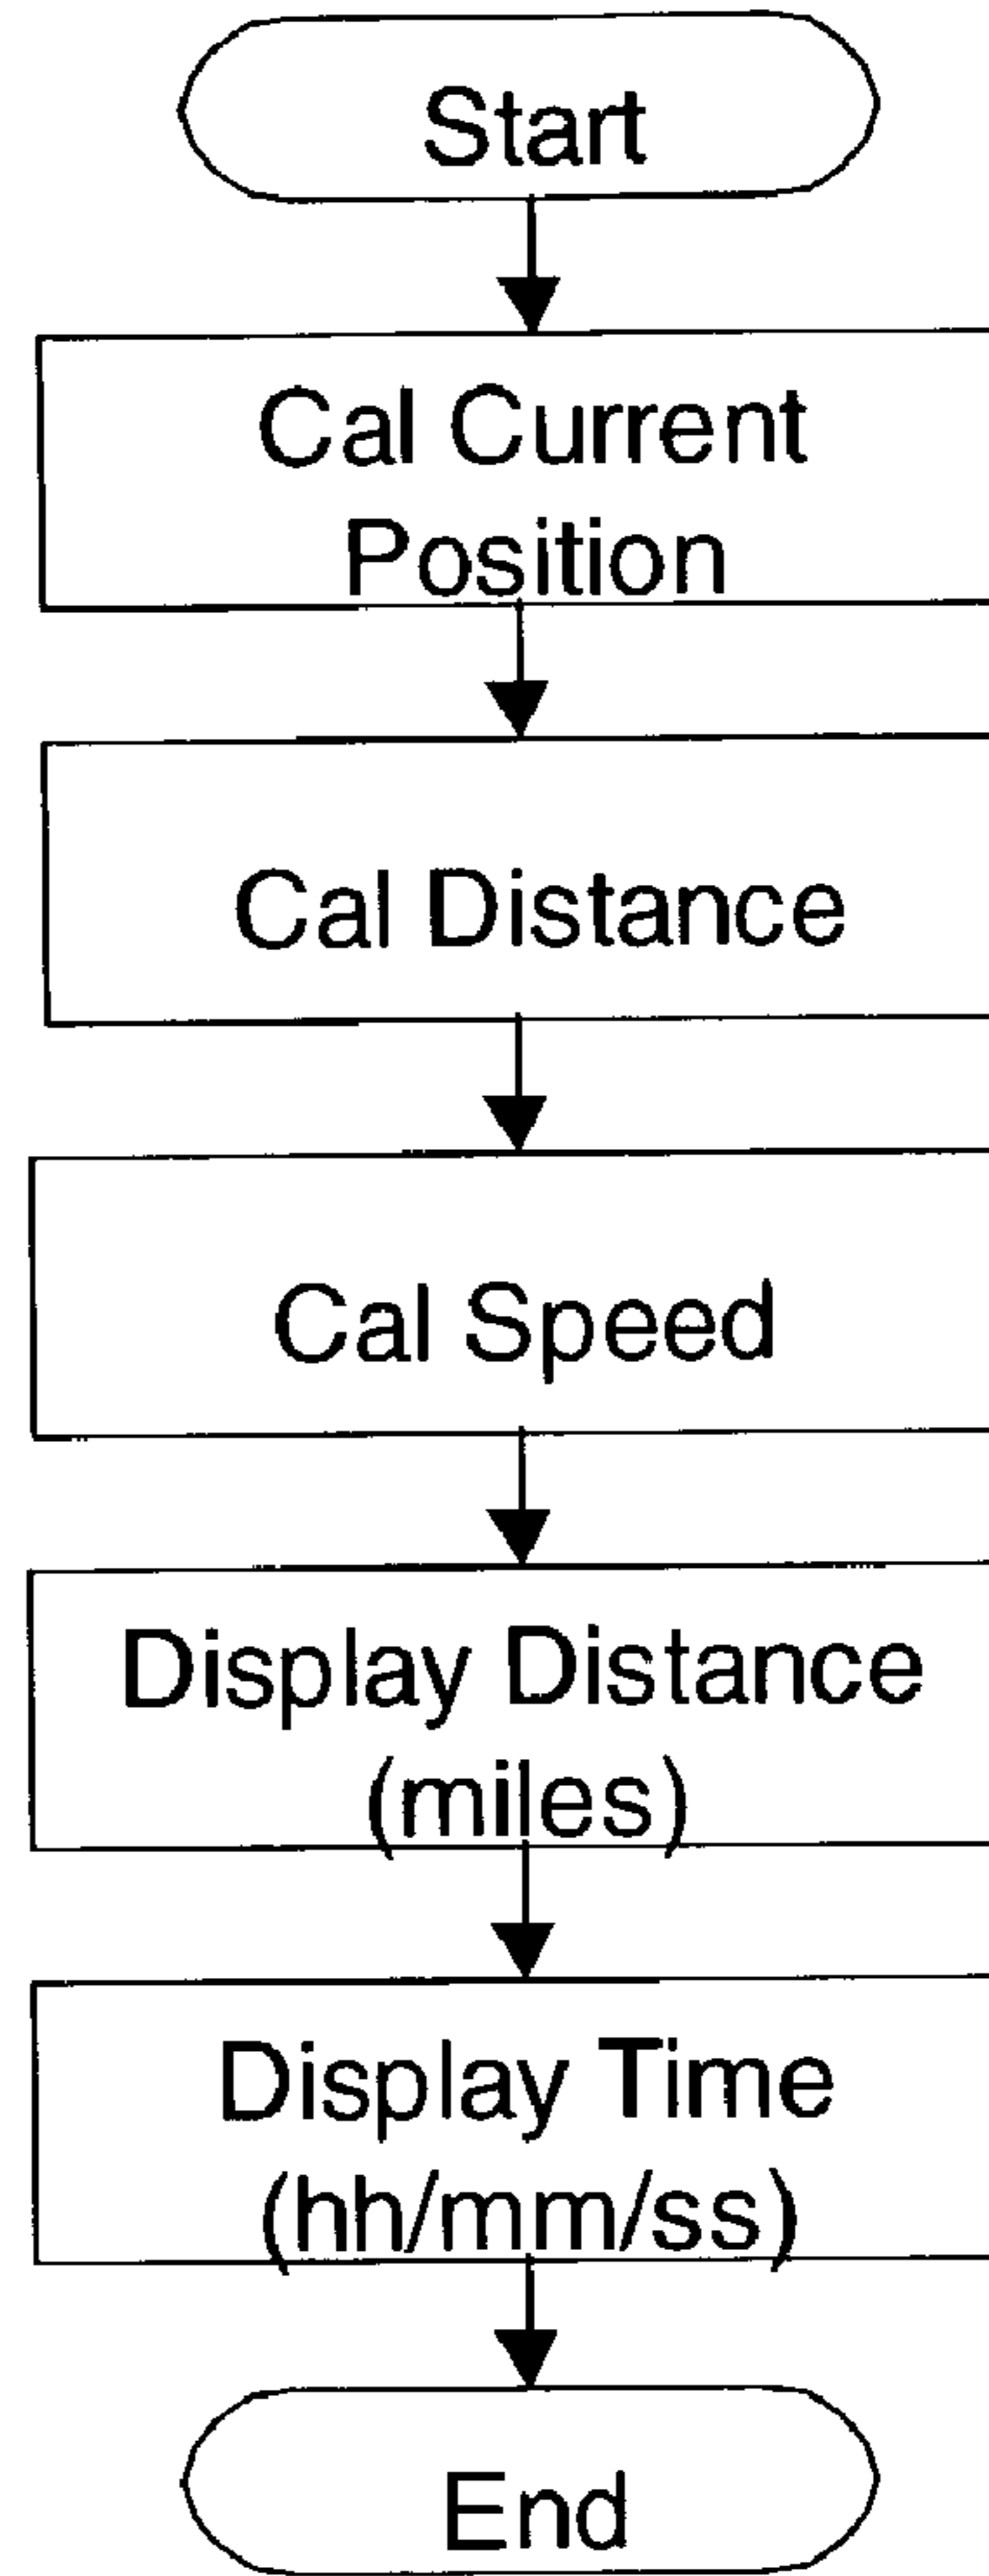 Start
Cal Current
Position
Cal Distance
Cal Speed
Display Distance
(miles)
Display Time
(hh/mm/ss)
End